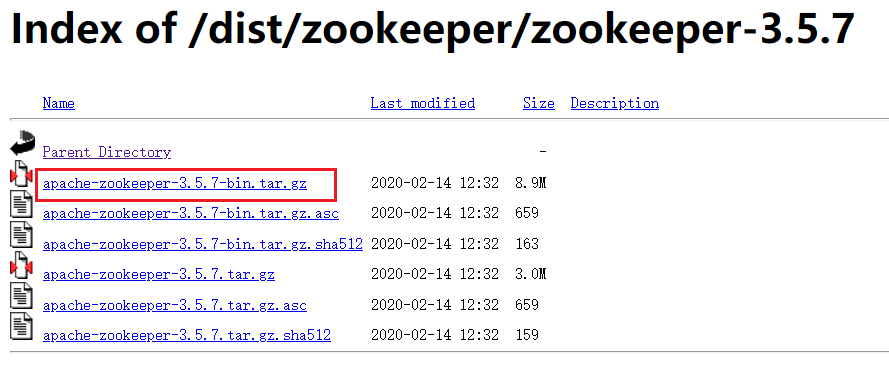 Index of /dist/zookeeper/zookeeper-3.5.7
Name Last modified Size Description
Parent Directory -
apache-zookeeper-3.5.7-bin.tar.gz 2020-02-14 12:32 8.9M
apache-zookeeper-3.5.7-bin.tar.gz.asc 2020-02-14 12:32 659
apache-zookeeper-3.5.7-bin.tar.gz.sha512 2020-02-14 12:32 163
apache-zookeeper-3.5.7.tar.gz 2020-02-14 12:32 3.0M
apache-zookeeper-3.5.7.tar.gz.asc 2020-02-14 12:32 659
apache-zookeeper-3.5.7.tar.gz.sha512 2020-02-14 12:32 159